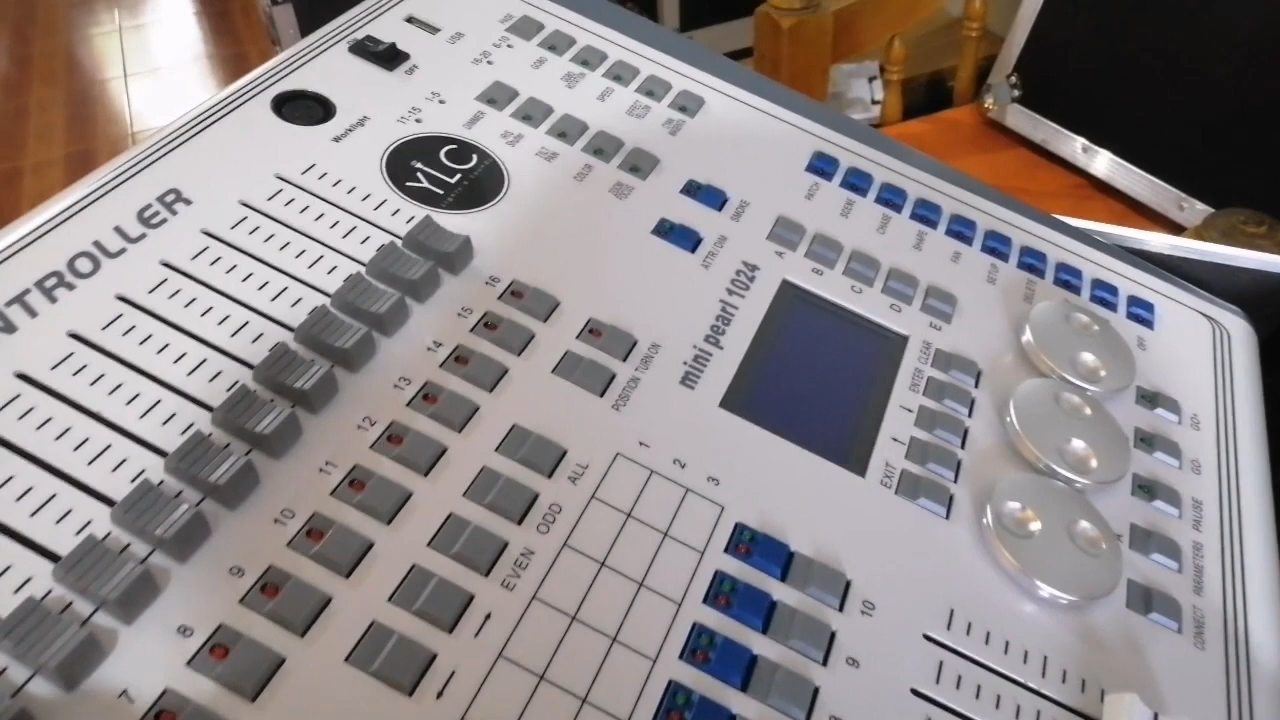 PAGE
USB
OFF
16-20 6-10
11-15 1-5
Worklight
GOBO
SPEED
DIMMER
COLOR
YLC
NTROLLER
SMOKE
ATTR/DIM
PATCH
SCENE
CHASE
SHAPE
FAN
SETUP
DELETE
OFF
A
B
C
D
E
mini pearl 1024
CLEAR
ENTER
↓
↑
EXIT
GO+
GO-
PAUSE
PARAMETERS
CONNECT
16
15
14
13
12
11
10
9
8
7
POSITION TURN ON
ALL
ODD
EVEN
→
←
1
2
3
10
9